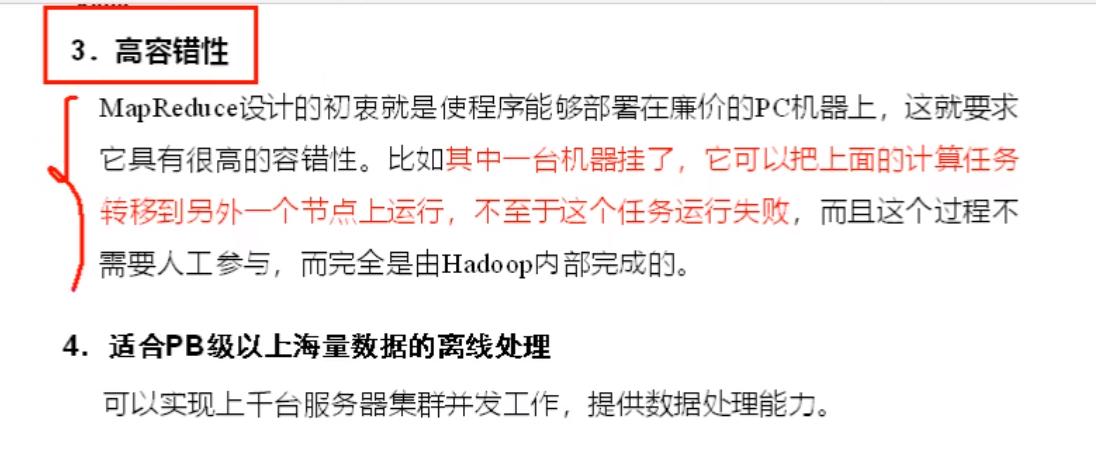 3．高容错性
MapReduce设计的初衷就是使程序能够部署在廉价的PC机器上，这就要求
它具有很高的容错性。比如其中一台机器挂了，它可以把上面的计算任务
转移到另外一个节点上运行，不至于这个任务运行失败，而且这个过程不
需要人工参与，而完全是由Hadoop内部完成的。
4．适合PB级以上海量数据的离线处理
可以实现上千台服务器集群并发工作，提供数据处理能力。